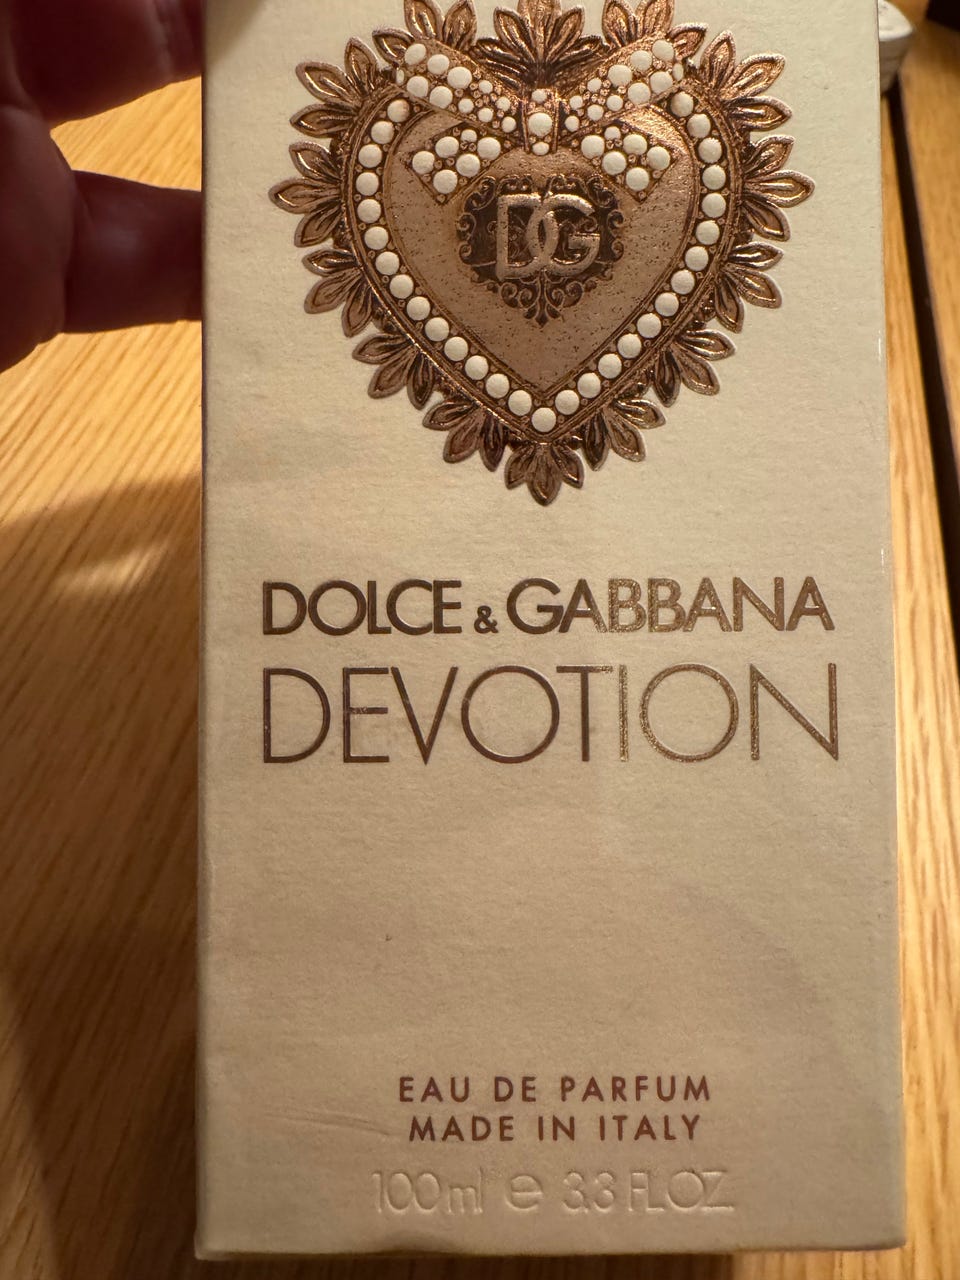 DG
DOLCE & GABBANA
DEVOTION
EAU DE PARFUM
MADE IN ITALY
100ml e 3.3 FL.OZ.